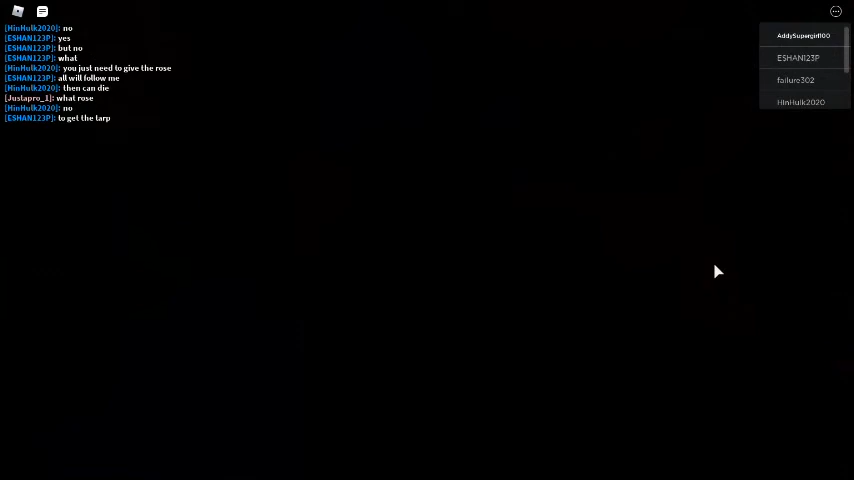 [HinHulk2020]: no
[ESHAN123P]: yes
[ESHAN123P]: but no
[ESHAN123P]: what
[HinHulk2020]: you just need to give the rose
[ESHAN123P]: all will follow me
[HinHulk2020]: then can die
[Justapro_1]: what rose
[HinHulk2020]: no
[ESHAN123P]: to get the tarp
AddySupergirl100
ESHAN123P
failure302
HinHulk2020